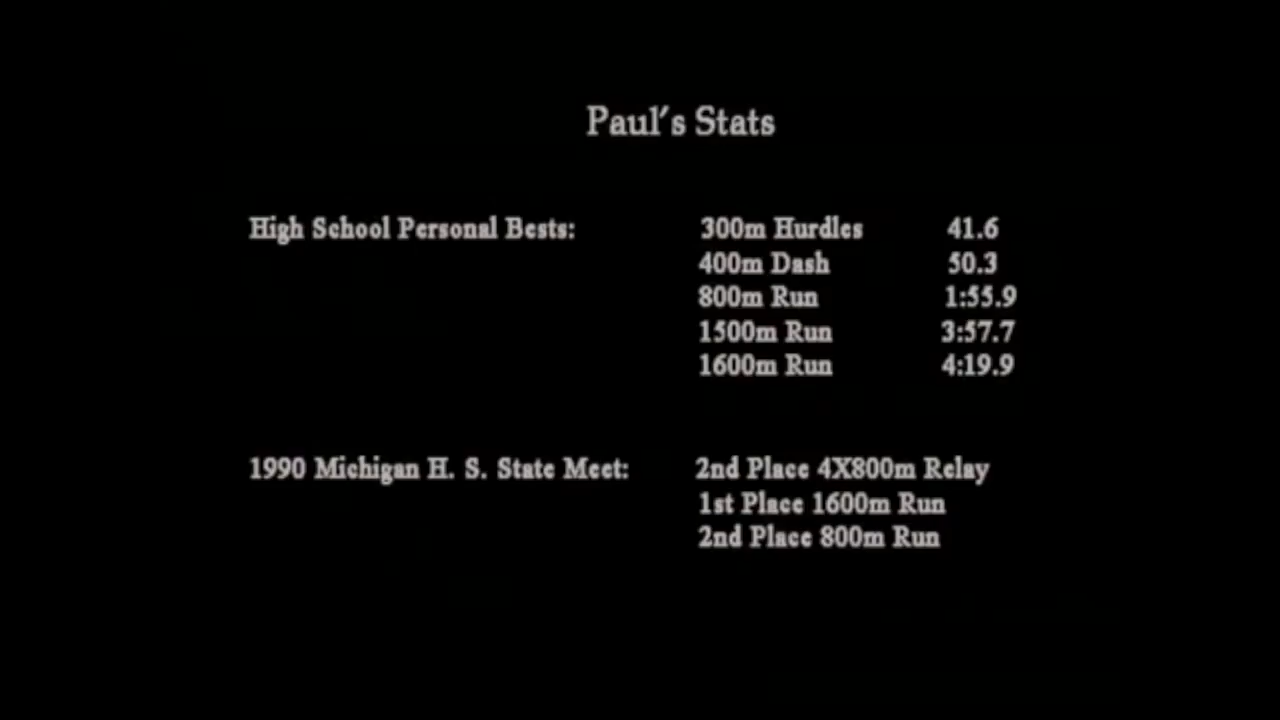 Paul's Stats
High School Personal Bests: 300m Hurdles 41.6
400m Dash 50.3
800m Run 1:55.9
1500m Run 3:57.7
1600m Run 4:19.9
1990 Michigan H. S. State Meet: 2nd Place 4X800m Relay
1st Place 1600m Run
2nd Place 800m Run